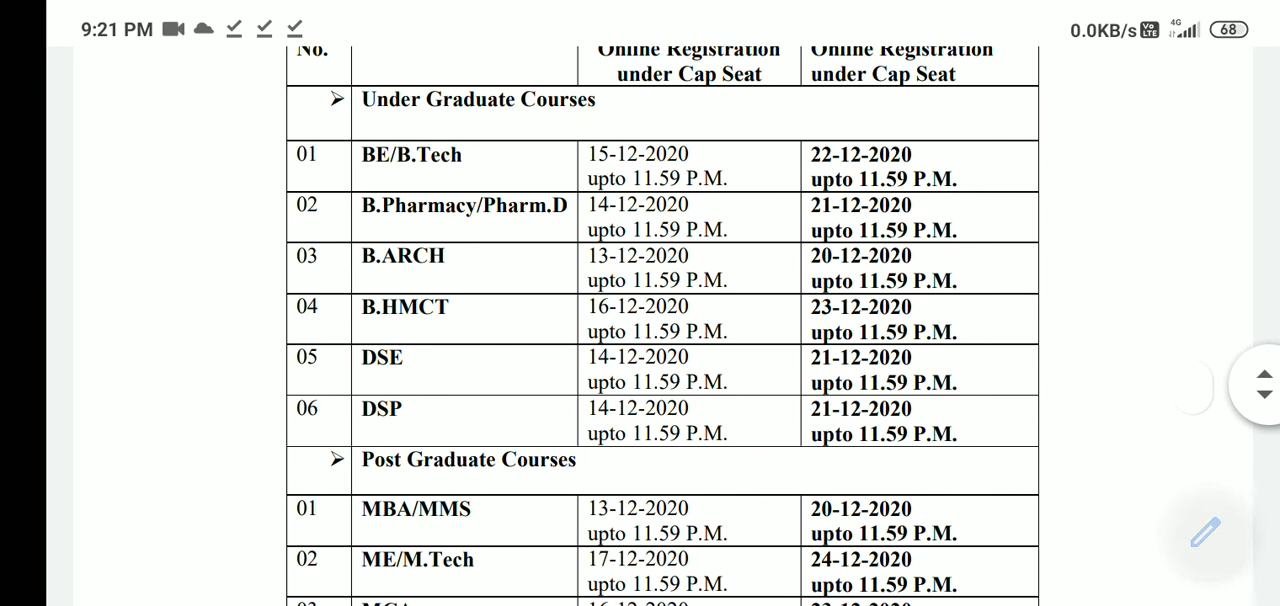 9:21 PM 0.0KB/s Vo LTE 4G 68
No. Online Registration Online Registration
under Cap Seat under Cap Seat
➢ Under Graduate Courses
01 BE/B.Tech 15-12-2020 22-12-2020
upto 11.59 P.M. upto 11.59 P.M.
02 B.Pharmacy/Pharm.D 14-12-2020 21-12-2020
upto 11.59 P.M. upto 11.59 P.M.
03 B.ARCH 13-12-2020 20-12-2020
upto 11.59 P.M. upto 11.59 P.M.
04 B.HMCT 16-12-2020 23-12-2020
upto 11.59 P.M. upto 11.59 P.M.
05 DSE 14-12-2020 21-12-2020
upto 11.59 P.M. upto 11.59 P.M.
06 DSP 14-12-2020 21-12-2020
upto 11.59 P.M. upto 11.59 P.M.
➢ Post Graduate Courses
01 MBA/MMS 13-12-2020 20-12-2020
upto 11.59 P.M. upto 11.59 P.M.
02 ME/M.Tech 17-12-2020 24-12-2020
upto 11.59 P.M. upto 11.59 P.M.